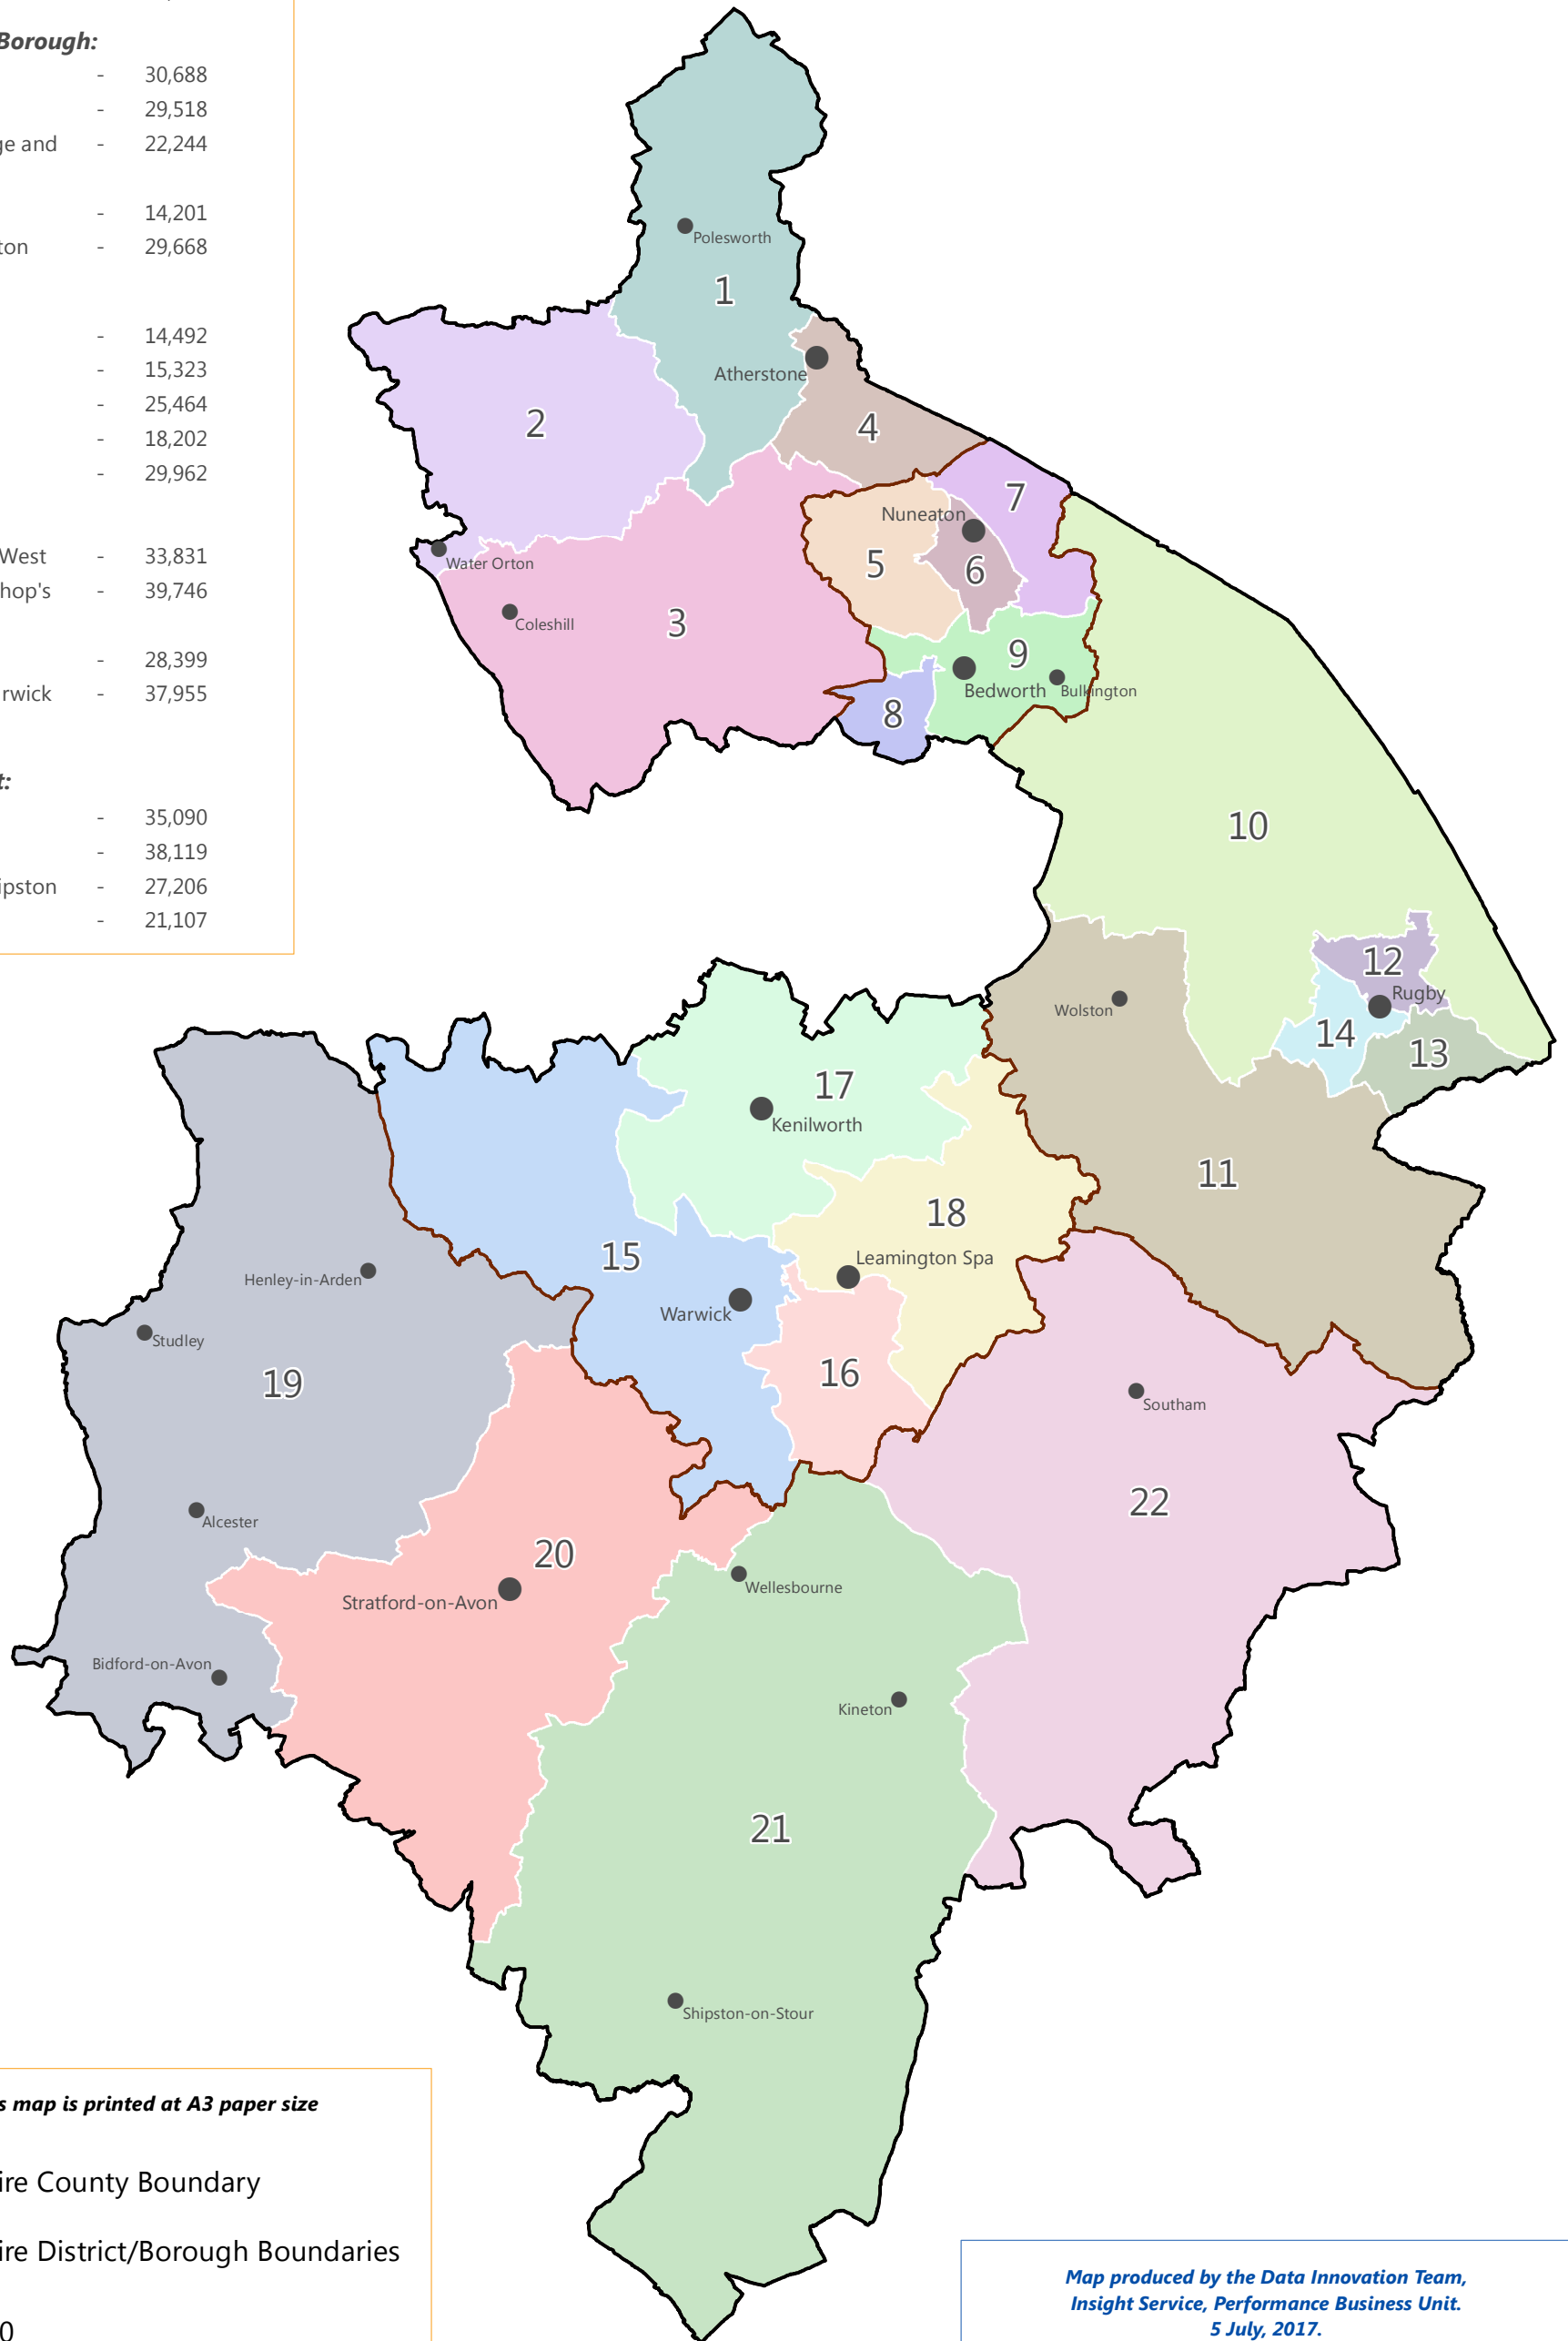 Borough:
- 30,688
- 29,518
ge and - 22,244
- 14,201
ton - 29,668
- 14,492
- 15,323
- 25,464
- 18,202
- 29,962
West - 33,831
hop's - 39,746
- 28,399
rwick - 37,955
t:
- 35,090
- 38,119
ipston - 27,206
- 21,107
Polesworth
1
Atherstone
2
4
7
Nuneaton
5
6
Water Orton
Coleshill
3
9
Bedworth
Bulkington
8
10
12
Rugby
Wolston
14
13
17
Kenilworth
11
18
15
Leamington Spa
Henley-in-Arden
Warwick
Studley
16
19
Southam
22
Alcester
20
Wellesbourne
Stratford-on-Avon
Bidford-on-Avon
Kineton
21
Shipston-on-Stour
s map is printed at A3 paper size
ire County Boundary
ire District/Borough Boundaries
0
Map produced by the Data Innovation Team,
Insight Service, Performance Business Unit.
5 July, 2017.